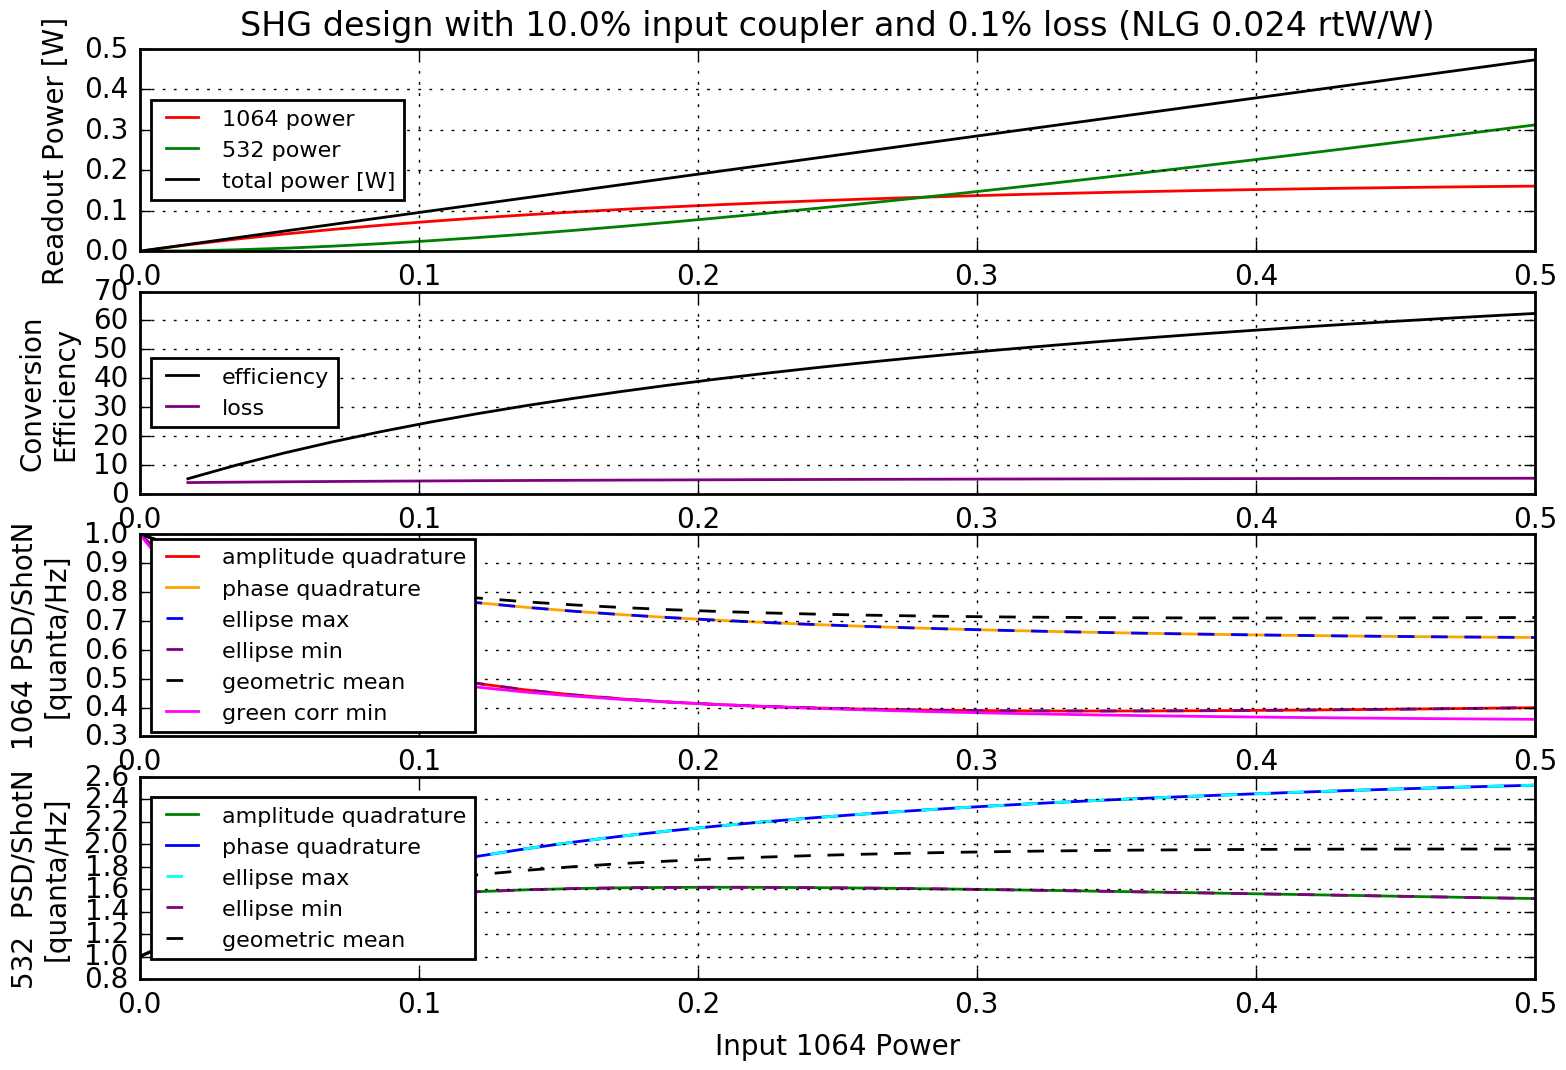 SHG design with 10.0% input coupler and 0.1% loss (NLG 0.024 rtW/W)
Readout Power [W]
0.5
0.4
0.3
0.2
0.1
0.0
1064 power
532 power
total power [W]
0.0 0.1 0.2 0.3 0.4 0.5
Conversion
Efficiency
70
60
50
40
30
20
10
0
efficiency
loss
0.0 0.1 0.2 0.3 0.4 0.5
1064 PSD/ShotN
[quanta/Hz]
1.0
0.9
0.8
0.7
0.6
0.5
0.4
0.3
amplitude quadrature
phase quadrature
ellipse max
ellipse min
geometric mean
green corr min
0.0 0.1 0.2 0.3 0.4 0.5
532 PSD/ShotN
[quanta/Hz]
2.6
2.4
2.2
2.0
1.8
1.6
1.4
1.2
1.0
0.8
amplitude quadrature
phase quadrature
ellipse max
ellipse min
geometric mean
0.0 0.1 0.2 0.3 0.4 0.5
Input 1064 Power